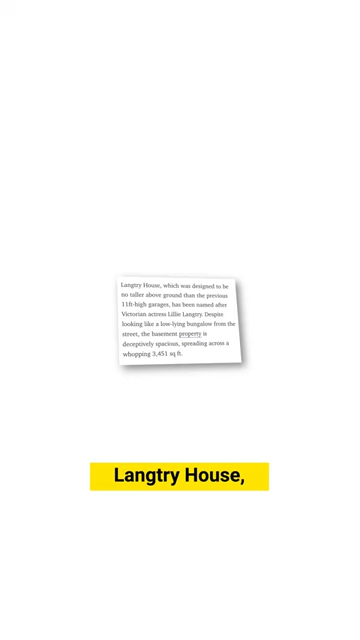 Langtry House, which was designed to be
no taller above ground than the previous
11ft-high garages, has been named after
Victorian actress Lillie Langtry. Despite
looking like a low-lying bungalow from the
street, the basement property is
deceptively spacious, spreading across a
whopping 3,451 sq ft.
Langtry House,